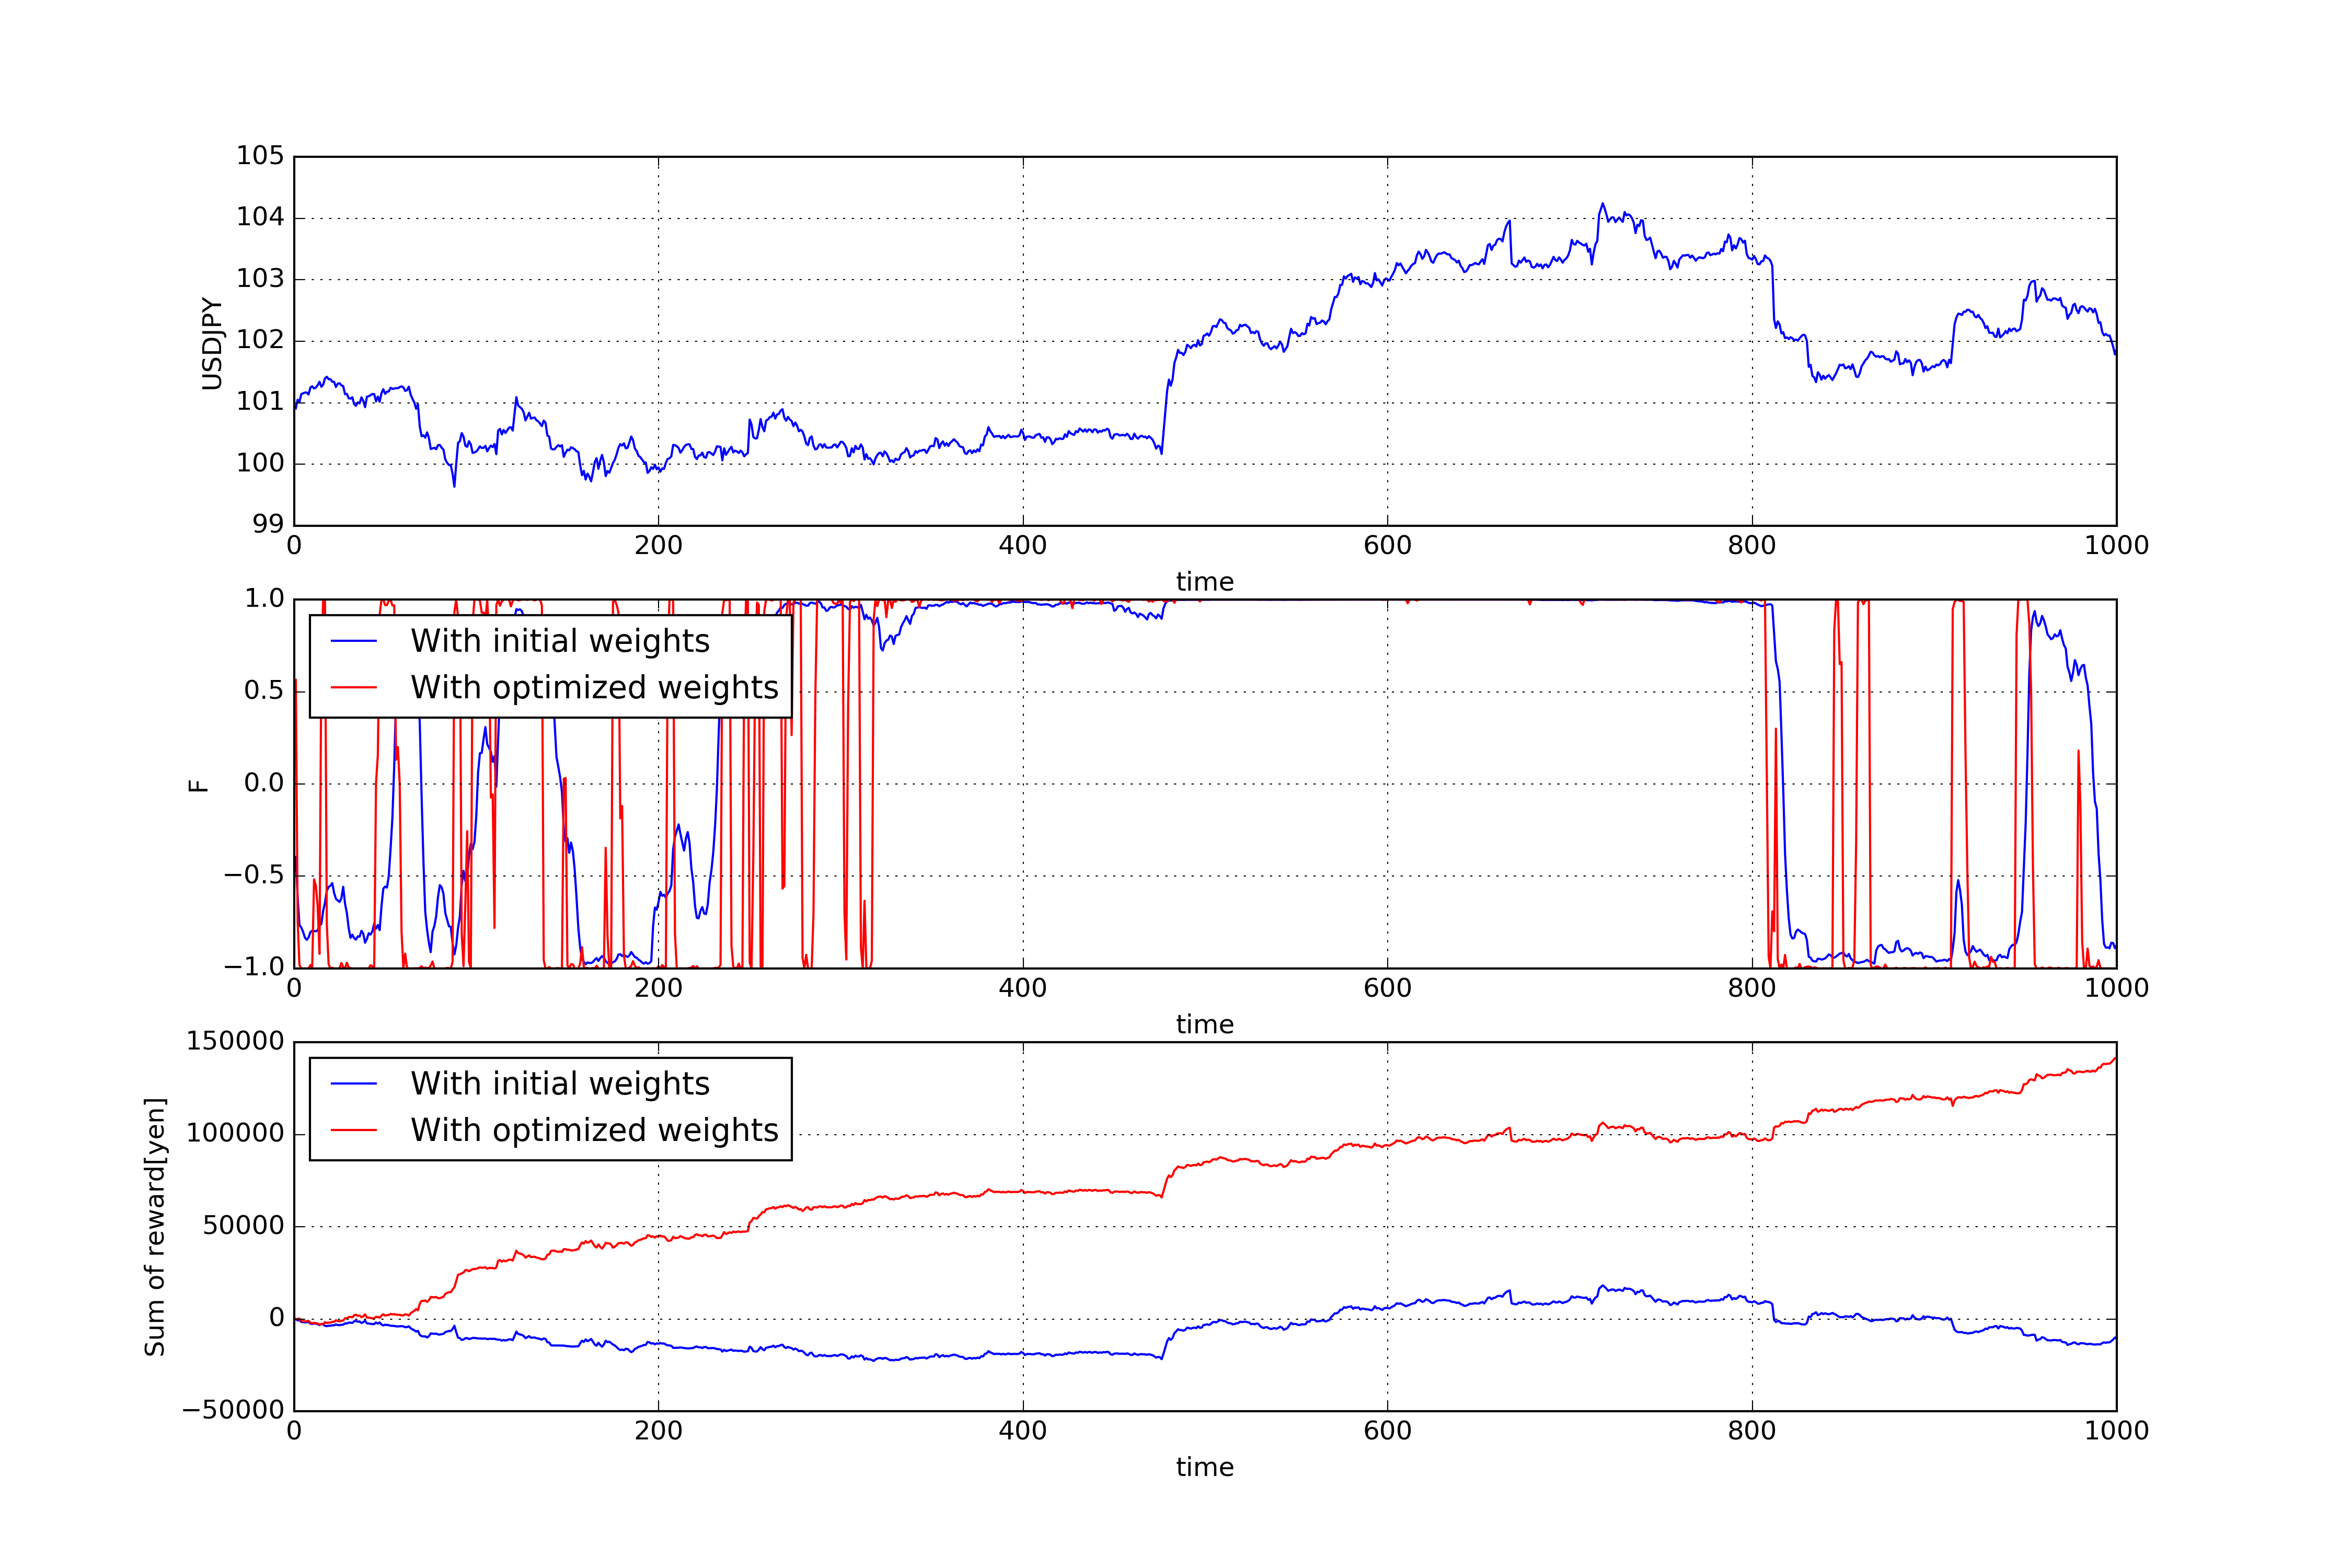 105
104
103
102
101
100
99
USDJPY
0 200 400 600 800 1000
time
1.0
0.5
0.0
−0.5
−1.0
F
With initial weights
With optimized weights
0 200 400 600 800 1000
time
150000
100000
50000
0
−50000
Sum of reward[yen]
With initial weights
With optimized weights
0 200 400 600 800 1000
time